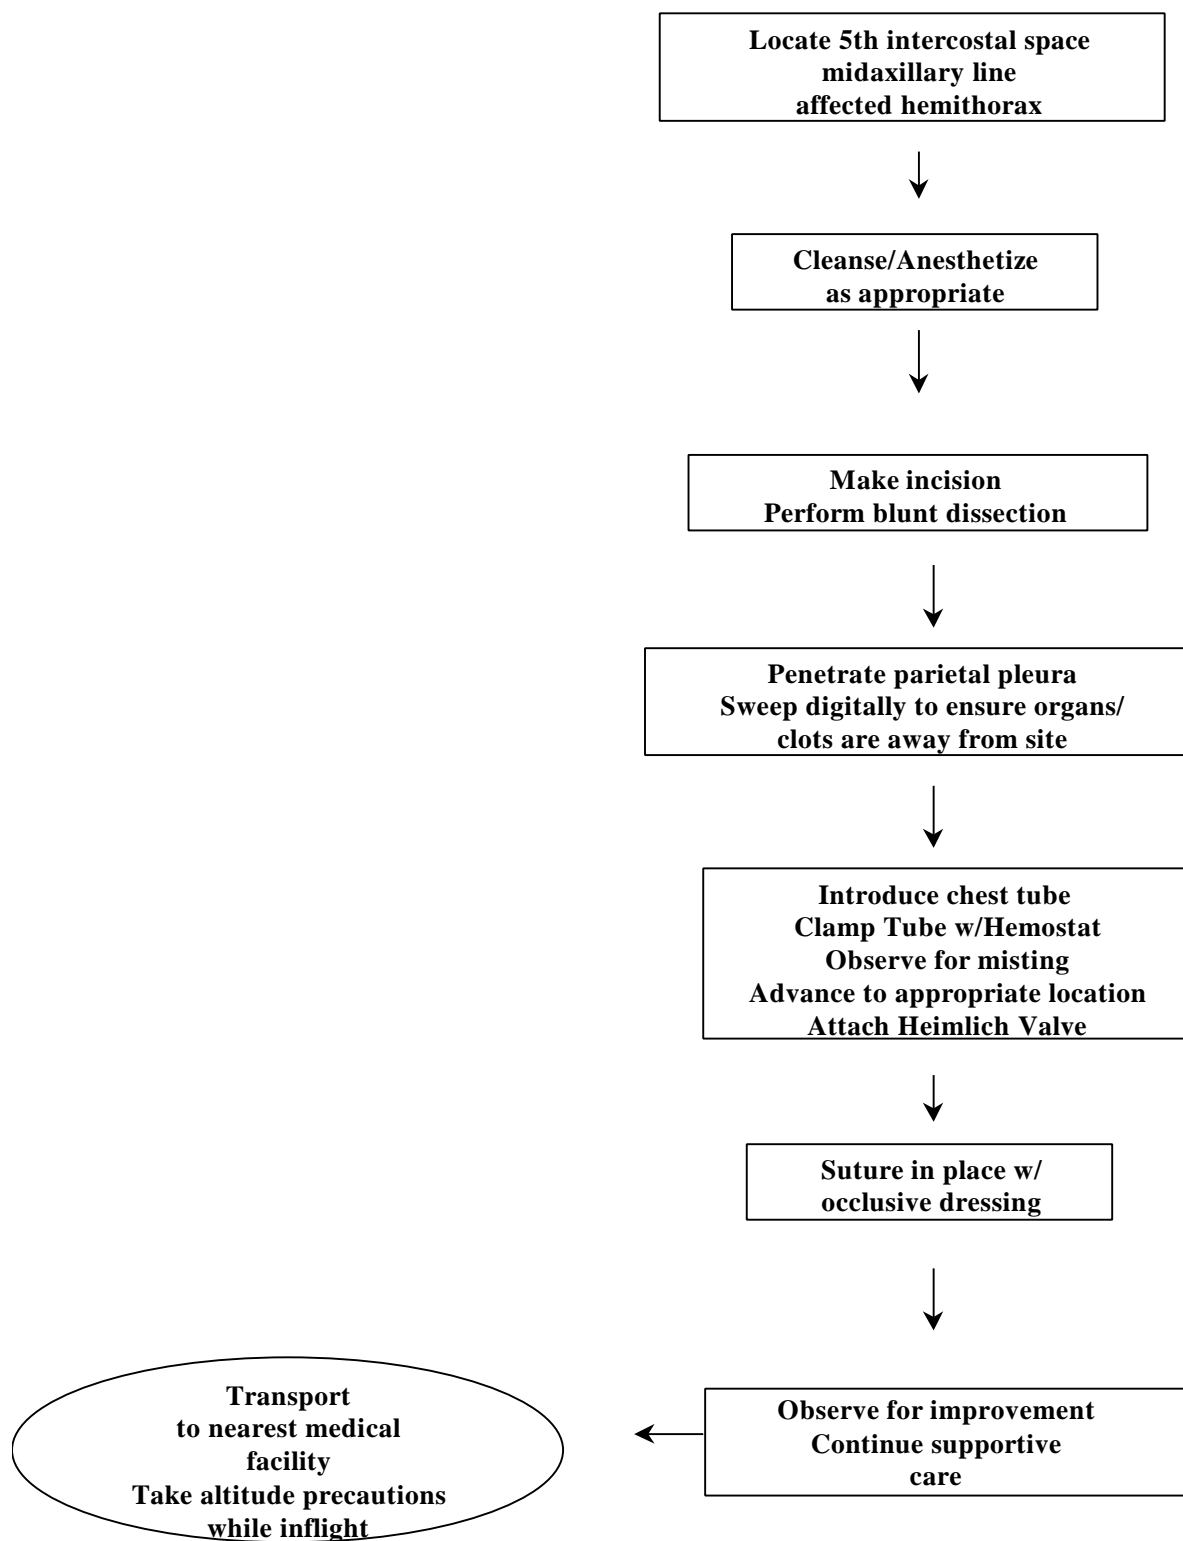 Locate 5th intercostal space
midaxillary line
affected hemithorax
Cleanse/Anesthetize
as appropriate
Make incision
Perform blunt dissection
Penetrate parietal pleura
Sweep digitally to ensure organs/
clots are away from site
Introduce chest tube
Clamp Tube w/Hemostat
Observe for misting
Advance to appropriate location
Attach Heimlich Valve
Suture in place w/
occlusive dressing
Observe for improvement
Continue supportive
care
Transport
to nearest medical
facility
Take altitude precautions
while inflight